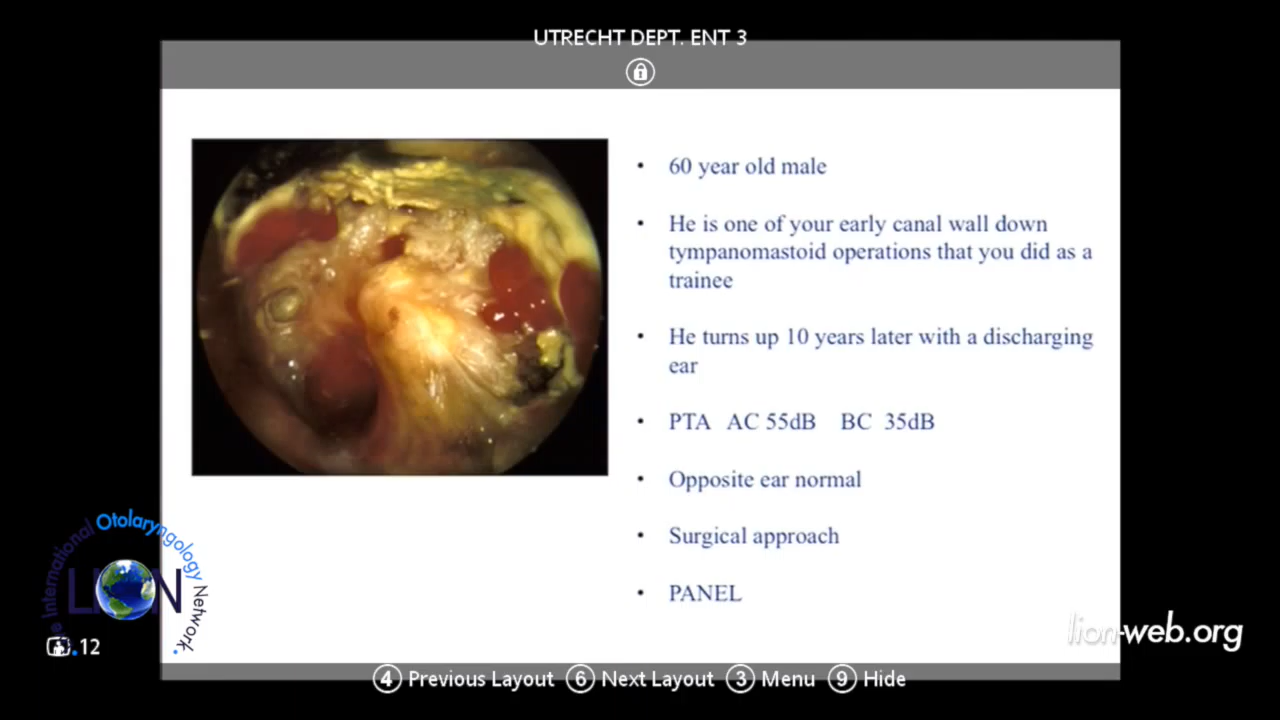 UTRECHT DEPT. ENT 3
• 60 year old male
• He is one of your early canal wall down
tympanomastoid operations that you did as a
trainee
• He turns up 10 years later with a discharging
ear
• PTA AC 55dB BC 35dB
• Opposite ear normal
• Surgical approach
• PANEL
International Otolaryngology Network
LION
.12
lion-web.org
4 Previous Layout 6 Next Layout 3 Menu 9 Hide